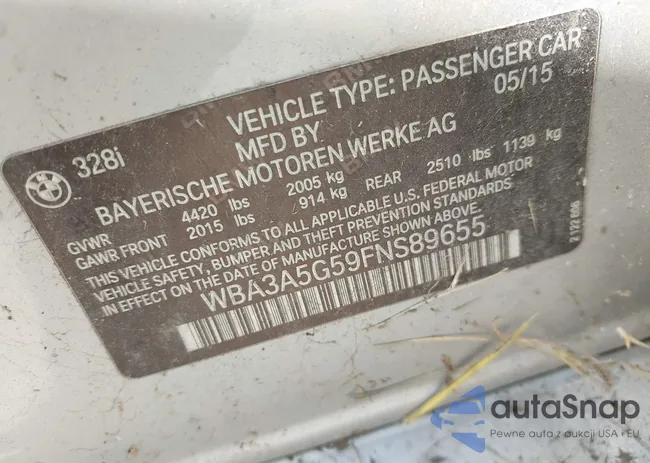 BMW
328i
VEHICLE TYPE: PASSENGER CAR
MFD BY 05/15
BAYERISCHE MOTOREN WERKE AG
GVWR 4420 lbs 2005 kg
GAWR FRONT 2015 lbs 914 kg REAR 2510 lbs 1139 kg
THIS VEHICLE CONFORMS TO ALL APPLICABLE U.S. FEDERAL MOTOR
VEHICLE SAFETY, BUMPER, AND THEFT PREVENTION STANDARDS
IN EFFECT ON THE DATE OF MANUFACTURE SHOWN ABOVE.
WBA3A5G59FNS89655
autoSnap
Pewne auta z aukcji USA i EU